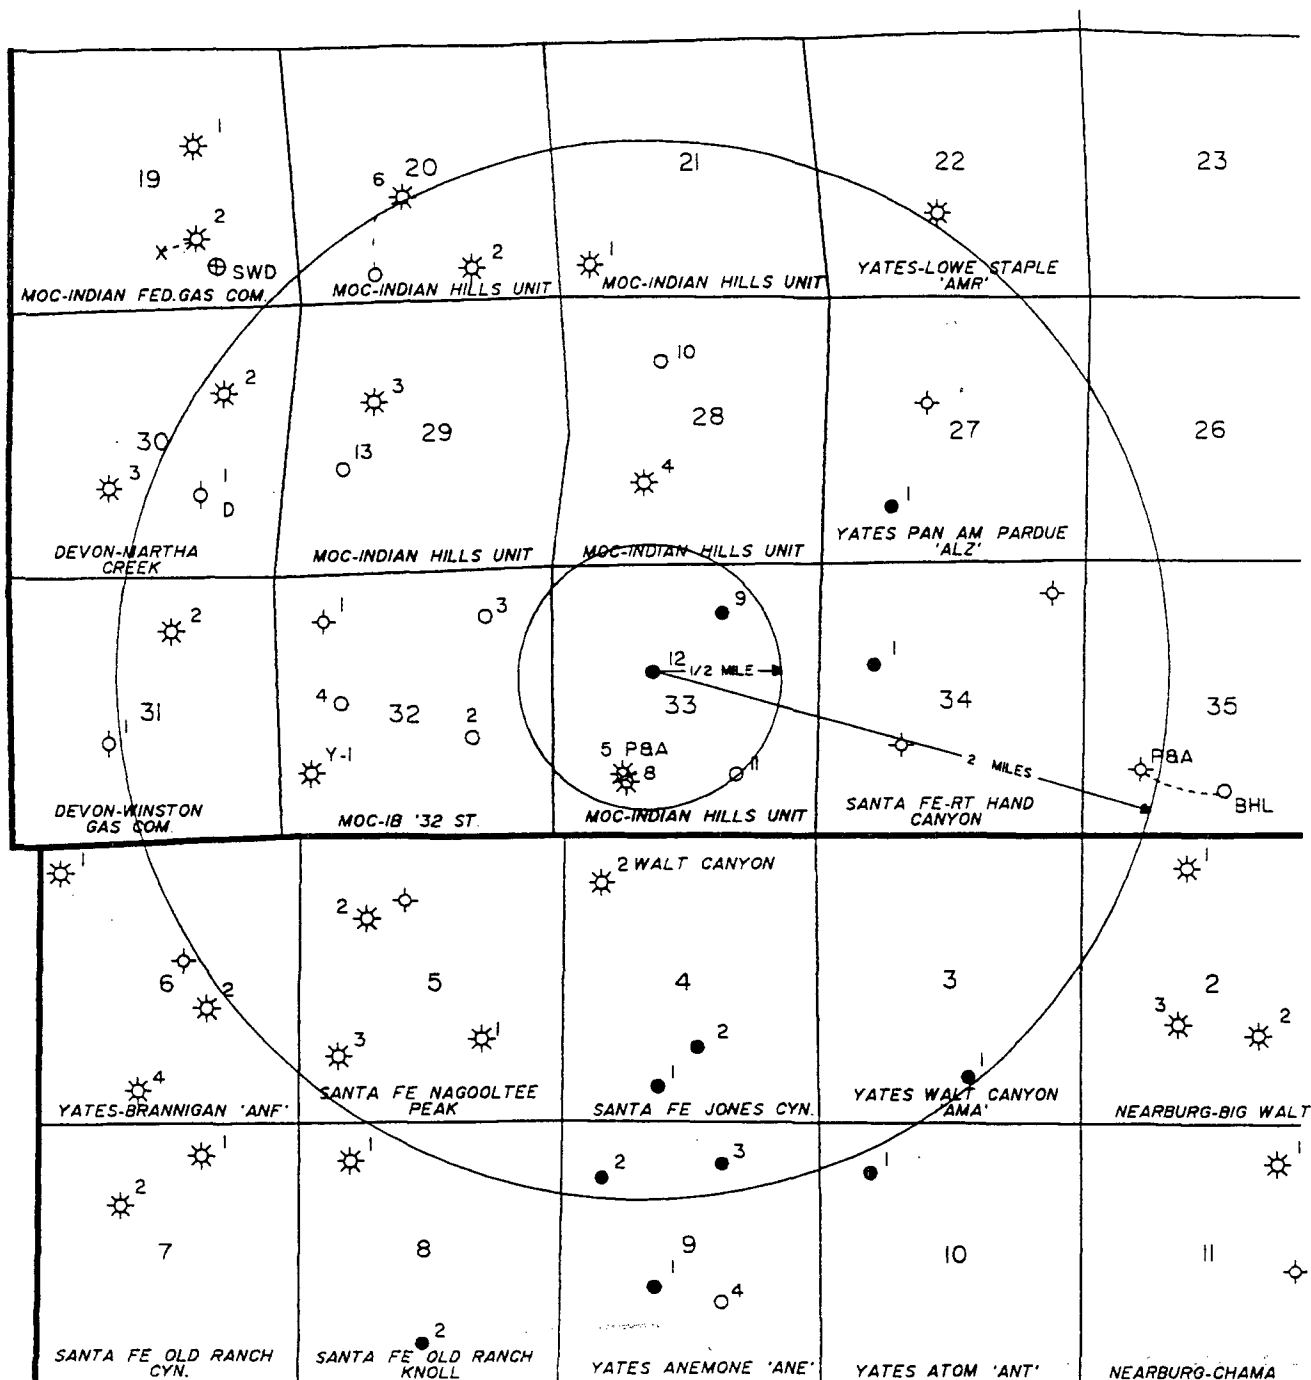 1
19
2
SWD
MOC-INDIAN FED. GAS COM.
6 20
1
2
MOC-INDIAN HILLS UNIT
21
1
MOC-INDIAN HILLS UNIT
22
YATES-LOWE STAPLE
'AMR'
23
2
30
3
1
D
DEVON-MARTHA
CREEK
3
29
13
MOC-INDIAN HILLS UNIT
10
28
4
MOC-INDIAN HILLS UNIT
27
1
YATES PAN AM PARDUE
'ALZ'
26
2
31
1
DEVON-WINSTON
GAS COM.
1
3
4
32
2
Y-1
MOC-IB '32 ST.
9
12
1/2 MILE
33
5 P&A
8
11
MOC-INDIAN HILLS UNIT
1
34
2 MILES
SANTA FE-RT HAND
CANYON
35
P&A
BHL
1
6
2
4
YATES-BRANNIGAN 'ANF'
2
5
3
1
SANTA FE NAGOOLTEE
PEAK
2 WALT CANYON
4
2
1
SANTA FE JONES CYN.
3
1
YATES WALT CANYON
'AMA'
1
2
3
2
NEARBURG-BIG WALT
1
2
7
SANTA FE OLD RANCH
CYN.
1
8
2
SANTA FE OLD RANCH
KNOLL
2
3
9
1
4
YATES ANEMONE 'ANE'
1
10
YATES ATOM 'ANT'
1
11
NEARBURG-CHAMA